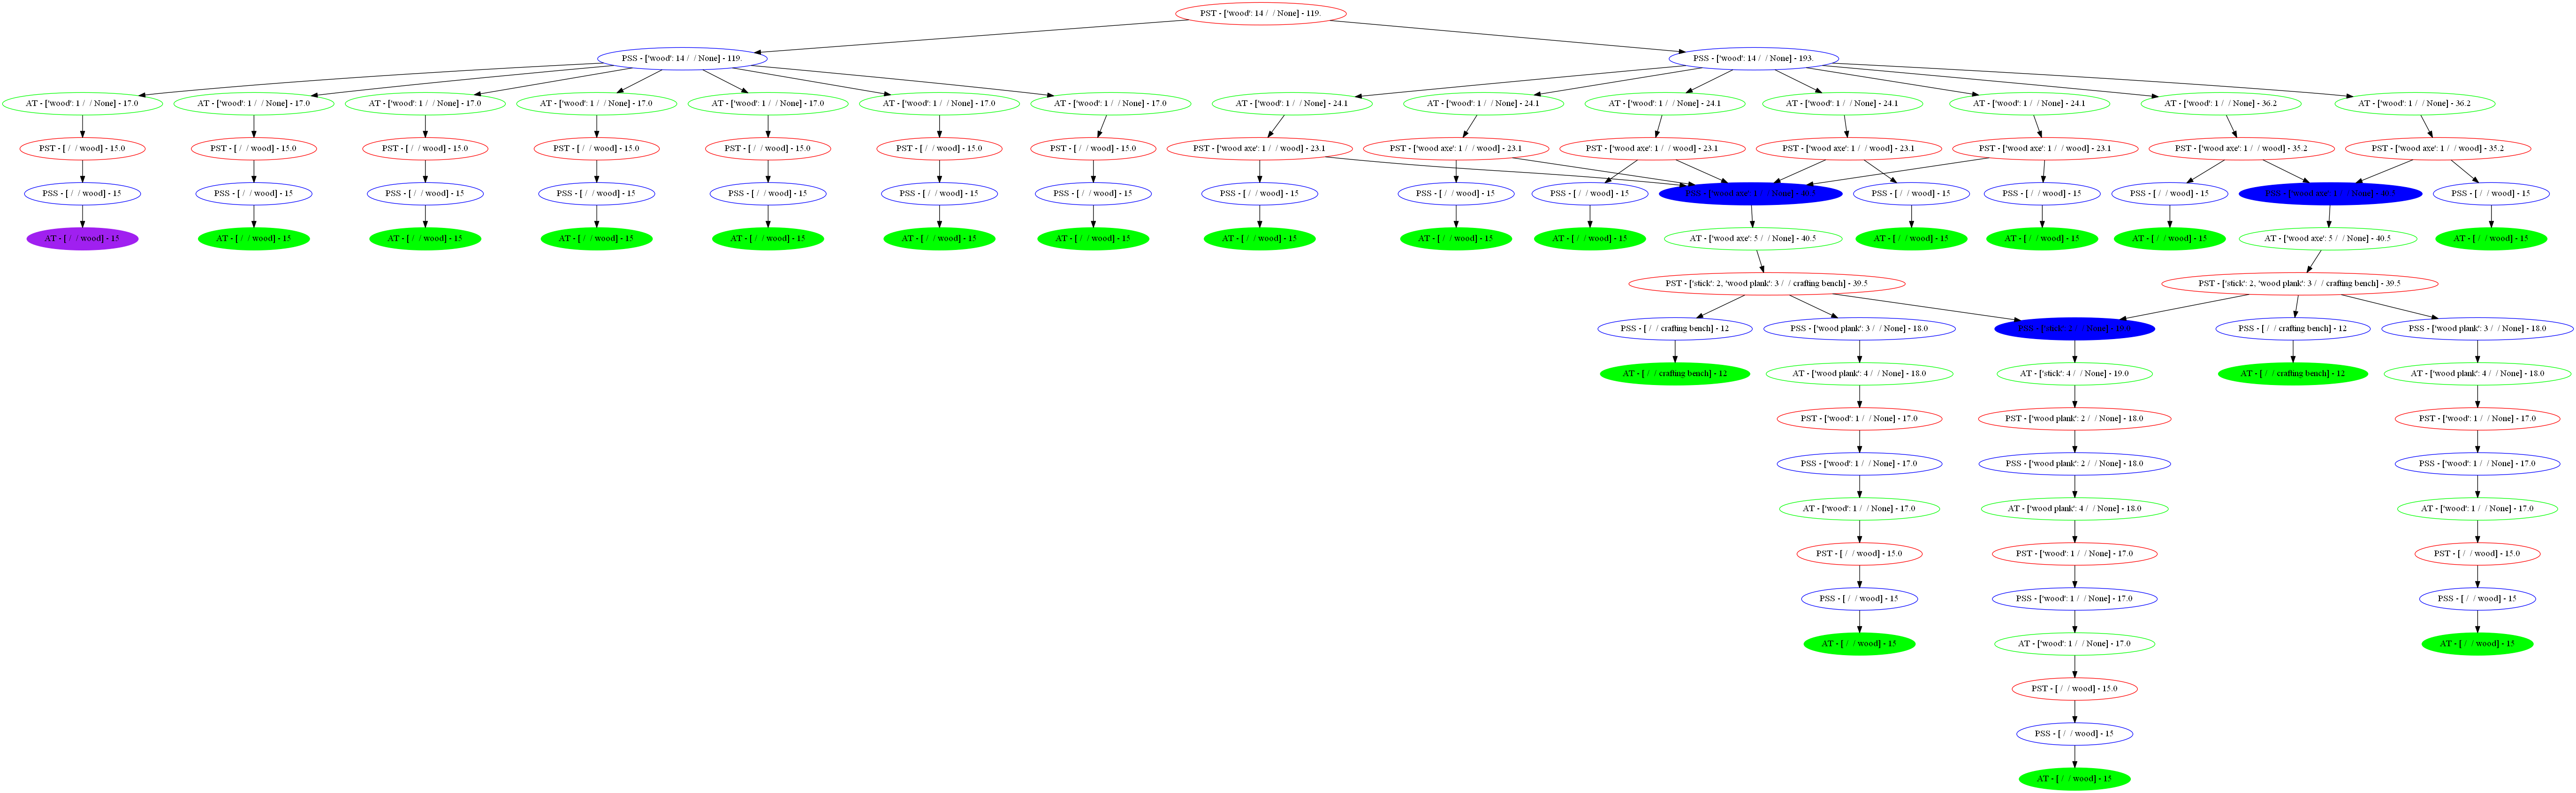 PST - ['wood': 14 /  / None] - 119.
PSS - ['wood': 14 /  / None] - 119.
PSS - ['wood': 14 /  / None] - 193.
AT - ['wood': 1 /  / None] - 17.0
AT - ['wood': 1 /  / None] - 17.0
AT - ['wood': 1 /  / None] - 17.0
AT - ['wood': 1 /  / None] - 17.0
AT - ['wood': 1 /  / None] - 17.0
AT - ['wood': 1 /  / None] - 17.0
AT - ['wood': 1 /  / None] - 17.0
AT - ['wood': 1 /  / None] - 24.1
AT - ['wood': 1 /  / None] - 24.1
AT - ['wood': 1 /  / None] - 24.1
AT - ['wood': 1 /  / None] - 24.1
AT - ['wood': 1 /  / None] - 24.1
AT - ['wood': 1 /  / None] - 36.2
AT - ['wood': 1 /  / None] - 36.2
PST - [ /  / wood] - 15.0
PST - [ /  / wood] - 15.0
PST - [ /  / wood] - 15.0
PST - [ /  / wood] - 15.0
PST - [ /  / wood] - 15.0
PST - [ /  / wood] - 15.0
PST - [ /  / wood] - 15.0
PST - ['wood axe': 1 /  / wood] - 23.1
PST - ['wood axe': 1 /  / wood] - 23.1
PST - ['wood axe': 1 /  / wood] - 23.1
PST - ['wood axe': 1 /  / wood] - 23.1
PST - ['wood axe': 1 /  / wood] - 23.1
PST - ['wood axe': 1 /  / wood] - 35.2
PST - ['wood axe': 1 /  / wood] - 35.2
PSS - [ /  / wood] - 15
PSS - [ /  / wood] - 15
PSS - [ /  / wood] - 15
PSS - [ /  / wood] - 15
PSS - [ /  / wood] - 15
PSS - [ /  / wood] - 15
PSS - [ /  / wood] - 15
PSS - [ /  / wood] - 15
PSS - [ /  / wood] - 15
PSS - [ /  / wood] - 15
PSS - ['wood axe': / None]
PSS - [ /  / wood] - 15
PSS - [ /  / wood] - 15
PSS - [ /  / wood] - 15
PSS - ['wood axe': / None]
PSS - [ /  / wood] - 15
AT - [ /  / wood] - 15
AT - [ /  / wood] - 15
AT - [ /  / wood] - 15
AT - [ /  / wood] - 15
AT - [ /  / wood] - 15
AT - [ /  / wood] - 15
AT - [ /  / wood] - 15
AT - [ /  / wood] - 15
AT - [ /  / wood] - 15
AT - [ /  / wood] - 15
AT - ['wood axe': 5 /  / None] - 40.5
AT - [ /  / wood] - 15
AT - [ /  / wood] - 15
AT - [ /  / wood] - 15
AT - ['wood axe': 5 /  / None] - 40.5
AT - [ /  / wood] - 15
PST - ['stick': 2, 'wood plank': 3 /  / crafting bench] - 39.5
PST - ['stick': 2, 'wood plank': 3 /  / crafting bench] - 39.5
PSS - [ /  / crafting bench] - 12
PSS - ['wood plank': 3 /  / None] - 18.0
PSS - ['stick': / None]
PSS - [ /  / crafting bench] - 12
PSS - ['wood plank': 3 /  / None] - 18.0
AT - [ /  / crafting bench] - 12
AT - ['wood plank': 4 /  / None] - 18.0
AT - ['stick': 4 /  / None] - 19.0
AT - [ /  / crafting bench] - 12
AT - ['wood plank': 4 /  / None] - 18.0
PST - ['wood': 1 /  / None] - 17.0
PST - ['wood plank': 2 /  / None] - 18.0
PST - ['wood': 1 /  / None] - 17.0
PSS - ['wood': 1 /  / None] - 17.0
PSS - ['wood plank': 2 /  / None] - 18.0
PSS - ['wood': 1 /  / None] - 17.0
AT - ['wood': 1 /  / None] - 17.0
AT - ['wood plank': 4 /  / None] - 18.0
AT - ['wood': 1 /  / None] - 17.0
PST - [ /  / wood] - 15.0
PST - ['wood': 1 /  / None] - 17.0
PST - [ /  / wood] - 15.0
PSS - [ /  / wood] - 15
PSS - ['wood': 1 /  / None] - 17.0
PSS - [ /  / wood] - 15
AT - [ /  / wood] - 15
AT - ['wood': 1 /  / None] - 17.0
AT - [ /  / wood] - 15
PST - [ /  / wood] - 15.0
PSS - [ /  / wood] - 15
AT - [ /  / wood] - 15